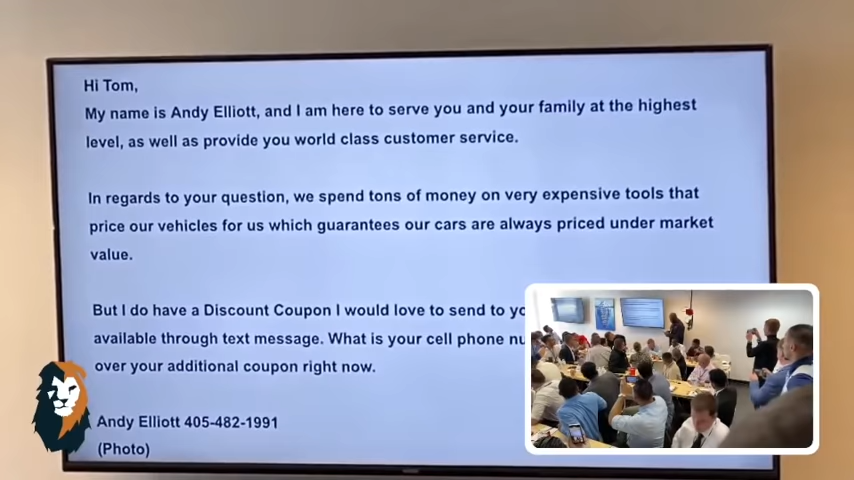 Hi Tom,
My name is Andy Elliott, and I am here to serve you and your family at the highest
level, as well as provide you world class customer service.
In regards to your question, we spend tons of money on very expensive tools that
price our vehicles for us which guarantees our cars are always priced under market
value.
But I do have a Discount Coupon I would love to send to
available through text message. What is your cell phone
over your additional coupon right now.
Andy Elliott 405-482-1991
(Photo)